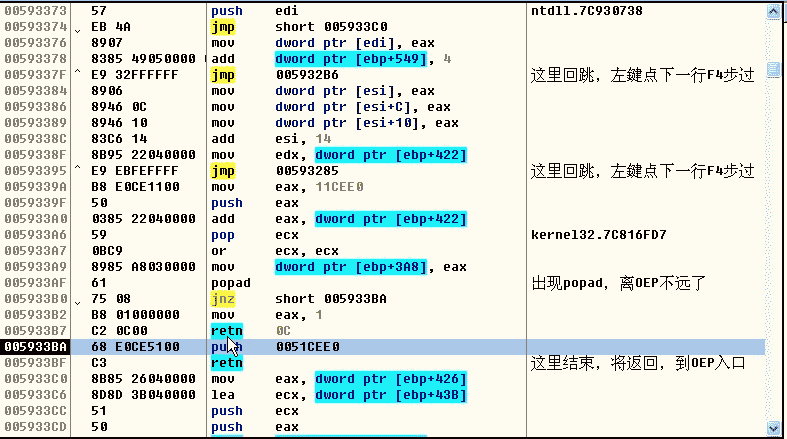 00593373 57 push edi ntdll.7C930738
00593374 EB 4A jmp short 005933C0
00593376 8907 mov dword ptr [edi], eax
00593378 8385 49050000 add dword ptr [ebp+549], 4
0059337F E9 32FFFFFF jmp 005932B6 这里回跳，左鍵点下一行F4步过
00593384 8906 mov dword ptr [esi], eax
00593386 8946 0C mov dword ptr [esi+C], eax
00593389 8946 10 mov dword ptr [esi+10], eax
0059338C 83C6 14 add esi, 14
0059338F 8B95 22040000 mov edx, dword ptr [ebp+422]
00593395 E9 EBFEFFFF jmp 00593285 这里回跳，左鍵点下一行F4步过
0059339A B8 E0CE1100 mov eax, 11CEE0
0059339F 50 push eax
005933A0 0385 22040000 add eax, dword ptr [ebp+422]
005933A6 59 pop ecx kernel32.7C816FD7
005933A7 0BC9 or ecx, ecx
005933A9 8985 A8030000 mov dword ptr [ebp+3A8], eax
005933AF 61 popad 出现popad，离OEP不远了
005933B0 75 08 jnz short 005933BA
005933B2 B8 01000000 mov eax, 1
005933B7 C2 0C00 retn 0C
005933BA 68 E0CE5100 push 0051CEE0
005933BF C3 retn 这里结束，将返回，到OEP入口
005933C0 8B85 26040000 mov eax, dword ptr [ebp+426]
005933C6 8D8D 3B040000 lea ecx, dword ptr [ebp+43B]
005933CC 51 push ecx
005933CD 50 push eax